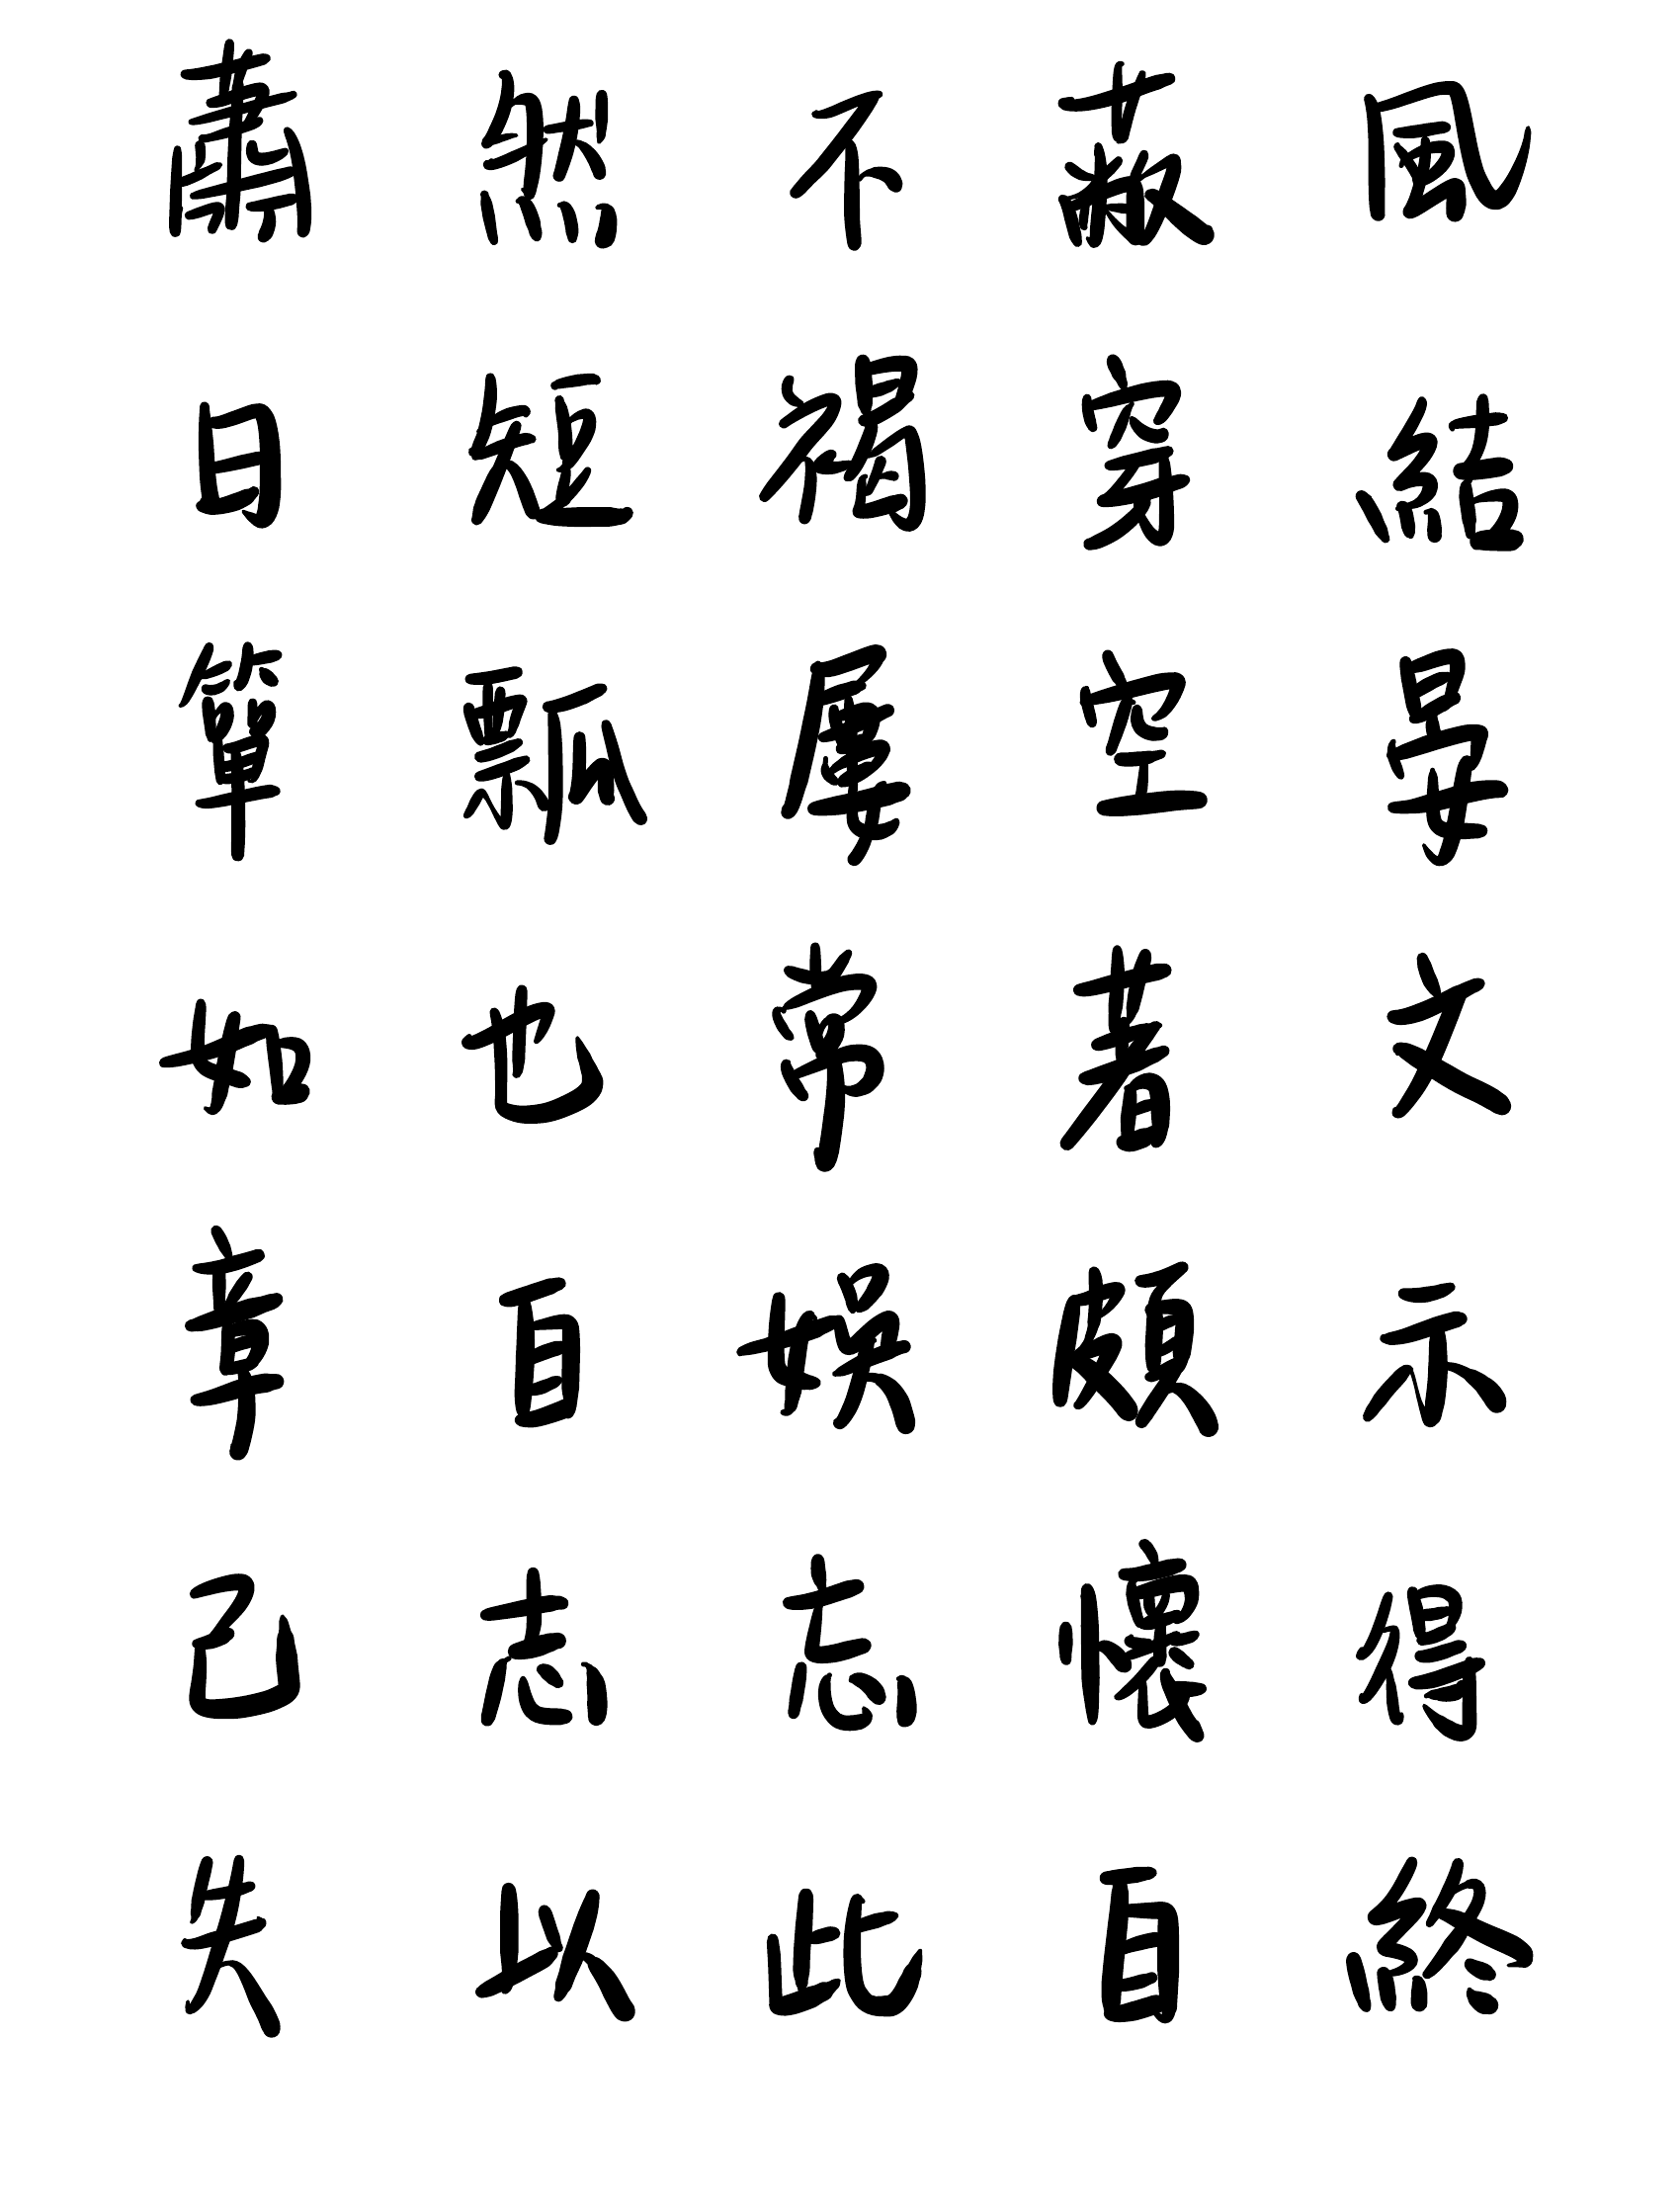 蕭然不蔽風
日短褐穿結
簞瓢屢空晏
如也常著文
章自娛頗示
己志忘懷得
失以此自終